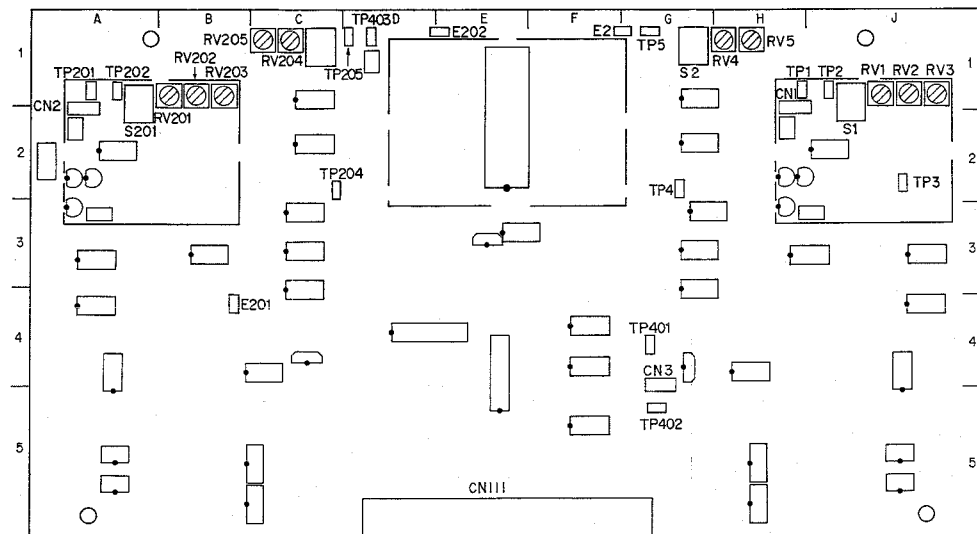 A B C D E F G H J
TP403
E202 E2 TP5
RV205
RV202 RV204 TP205 S2 RV4 RV5
1 1
TP201 TP202 RV203 TP1 TP2 RV1 RV2 RV3
CN2 CN1
S201 RV201 S1
2 2
TP204 TP4 TP3
3 3
E201
4 4
TP401
CN3
TP402
5 5
CN111